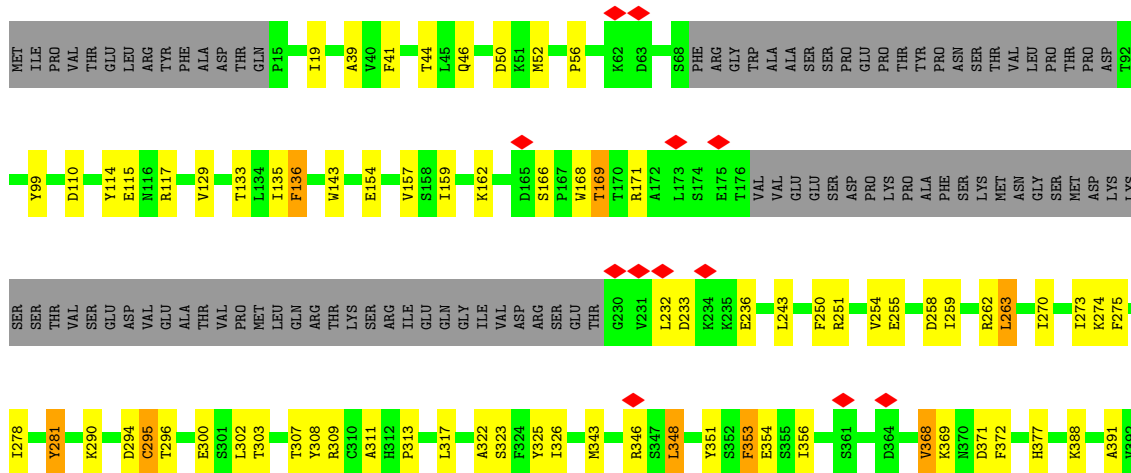 MET ILE PRO VAL THR GLU LEU ARG TYR PHE ALA ASP THR GLN P15 I19 A39 V40 F41 T44 L45 Q46 D50 K51 M52 P56 K62 D63 S68 PHE ARG GLY TRP ALA ALA SER SER PRO GLU PRO THR TYR PRO ASN SER THR VAL LEU PRO THR PRO ASP T92
Y99 D110 Y114 E115 N116 R117 V129 T133 L134 I135 F136 W143 E154 V157 S158 I159 K162 D165 S166 P167 W168 T169 T170 R171 A172 L173 S174 E175 T176 VAL VAL GLU GLU SER ASP PRO LYS PRO ALA PHE SER LYS MET ASN GLY SER MET ASP LYS LYS
SER SER THR VAL SER GLU ASP VAL GLU ALA THR VAL PRO MET LEU GLN ARG THR LYS SER ARG ILE GLU GLN GLY ILE VAL ASP ARG SER GLU THR G230 V231 L232 D233 K234 K235 E236 L243 F250 R251 V254 E255 D258 I259 R262 L263 I270 I273 K274 F275
I278 Y281 K290 D294 C295 T296 E300 S301 L302 T303 T307 Y308 R309 C310 A311 H312 P313 L317 A322 S323 F324 Y325 I326 M343 R346 S347 L348 Y351 S352 F353 E354 S355 I356 S361 D364 V368 K369 N370 D371 F372 H377 K388 A391 V392